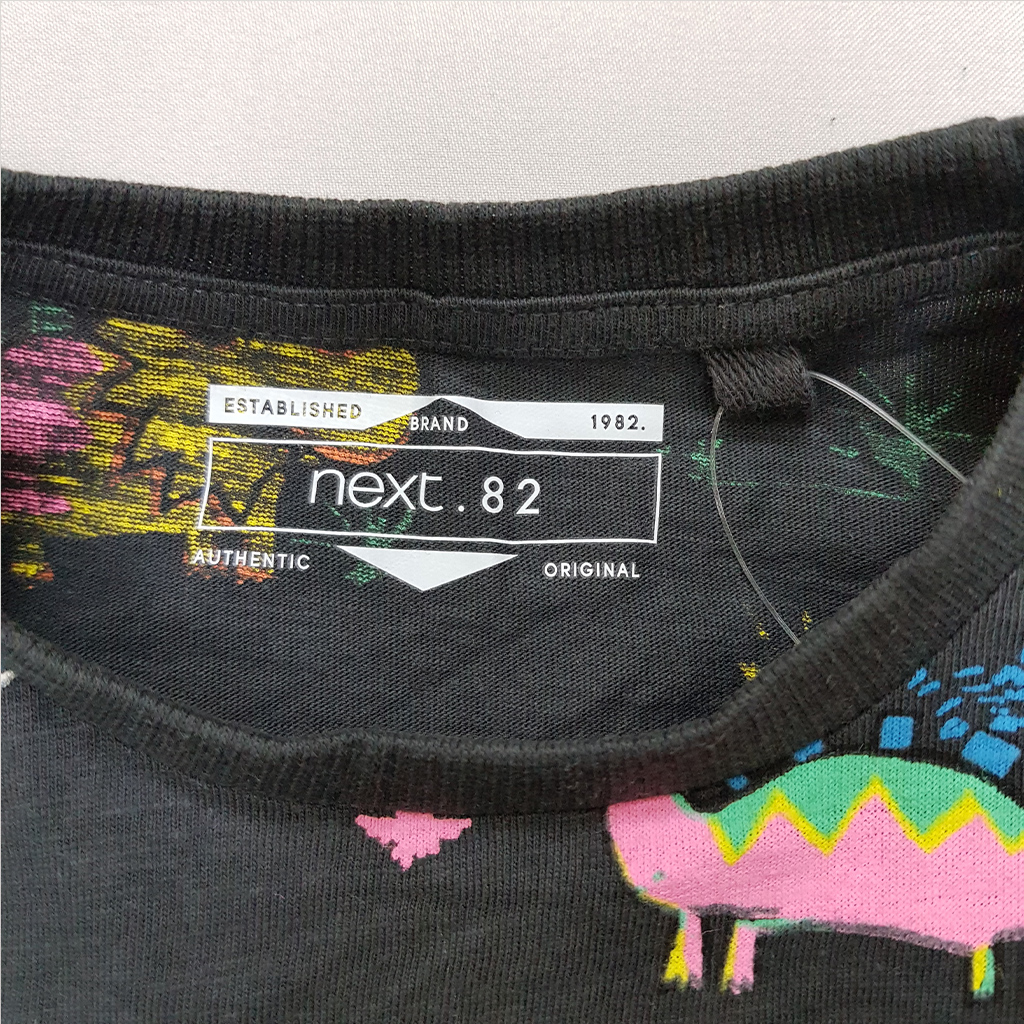 ESTABLISHED BRAND 1982.
next.82
AUTHENTIC ORIGINAL